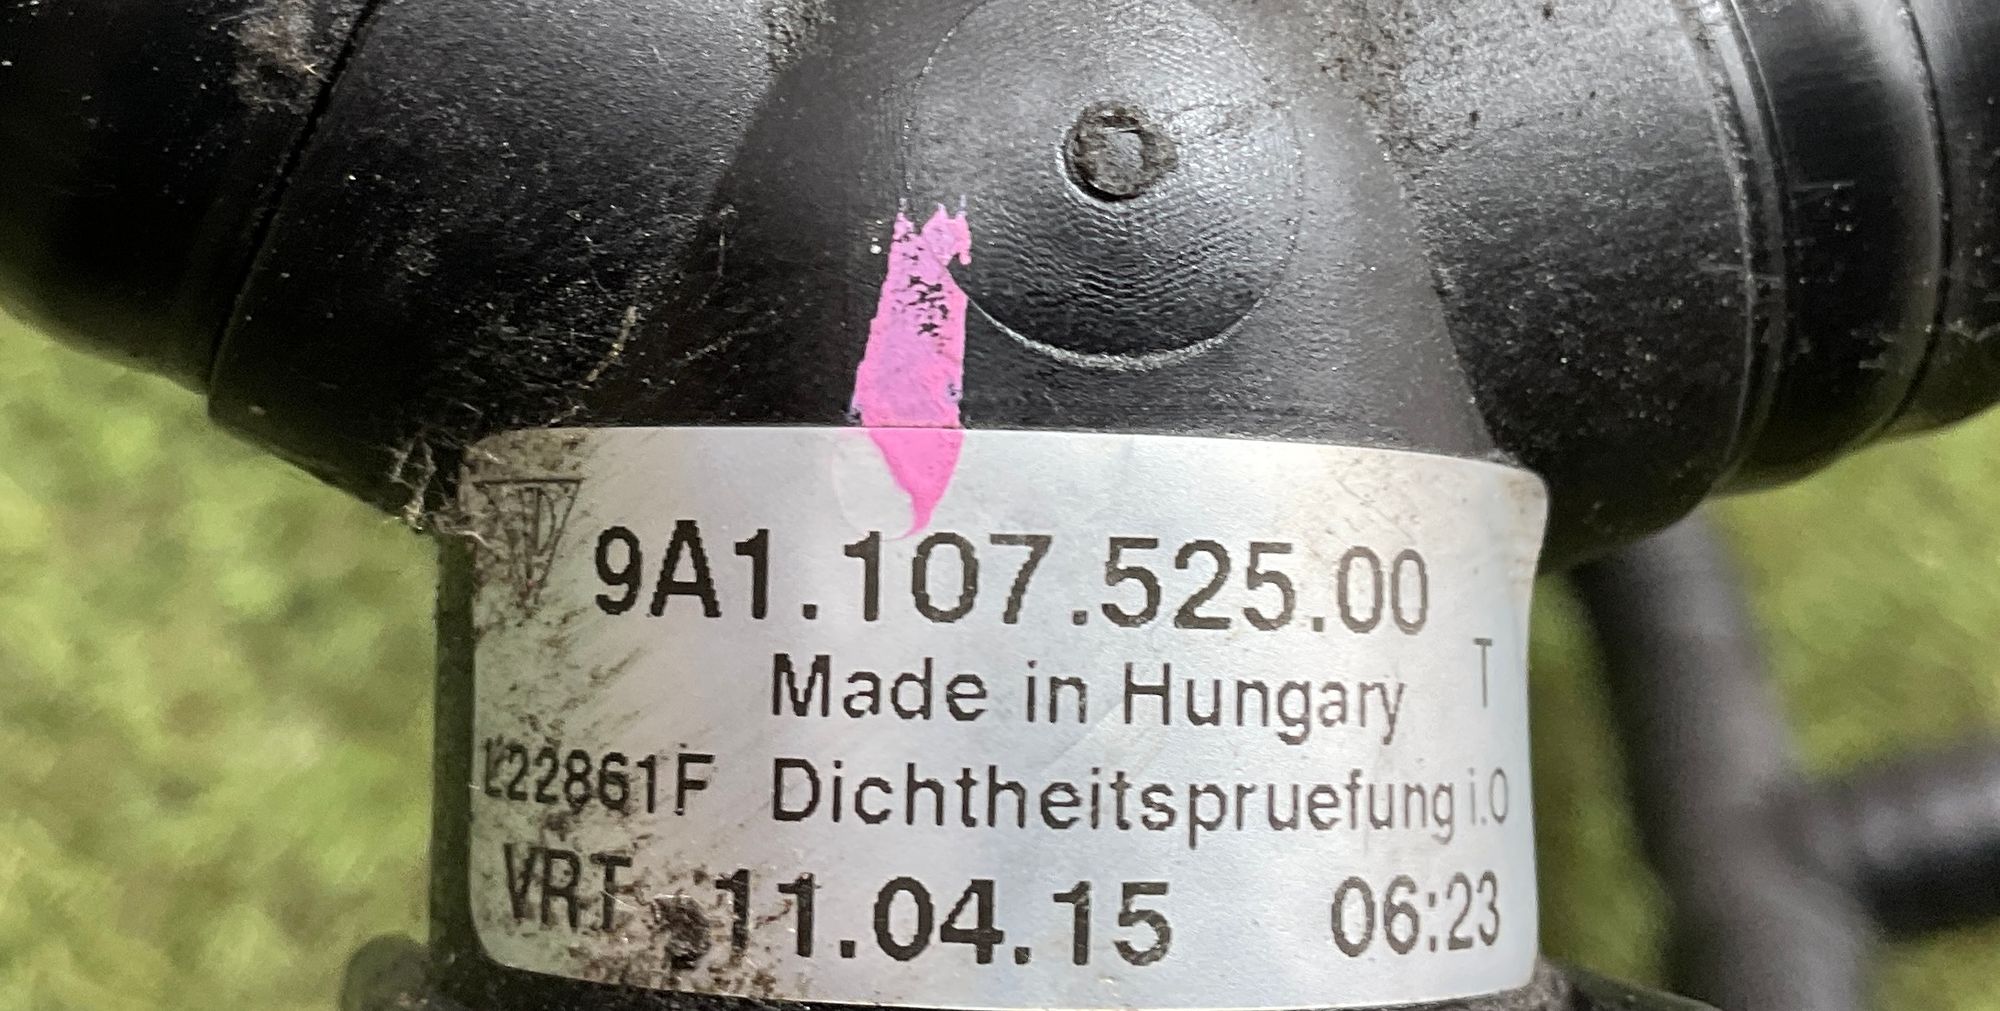 9A1.107.525.00
Made in Hungary T
L22861F Dichtheitspruefung i.O
VRT 11.04.15 06:23